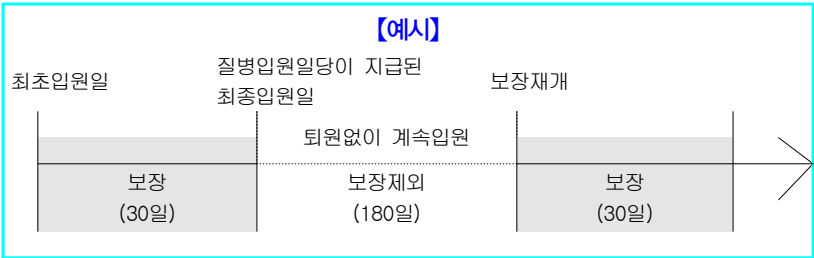 【예시】
최초입원일
질병입원일당이 지급된
최종입원일
보장재개
퇴원없이 계속입원
보장
(30일)
보장제외
(180일)
보장
(30일)